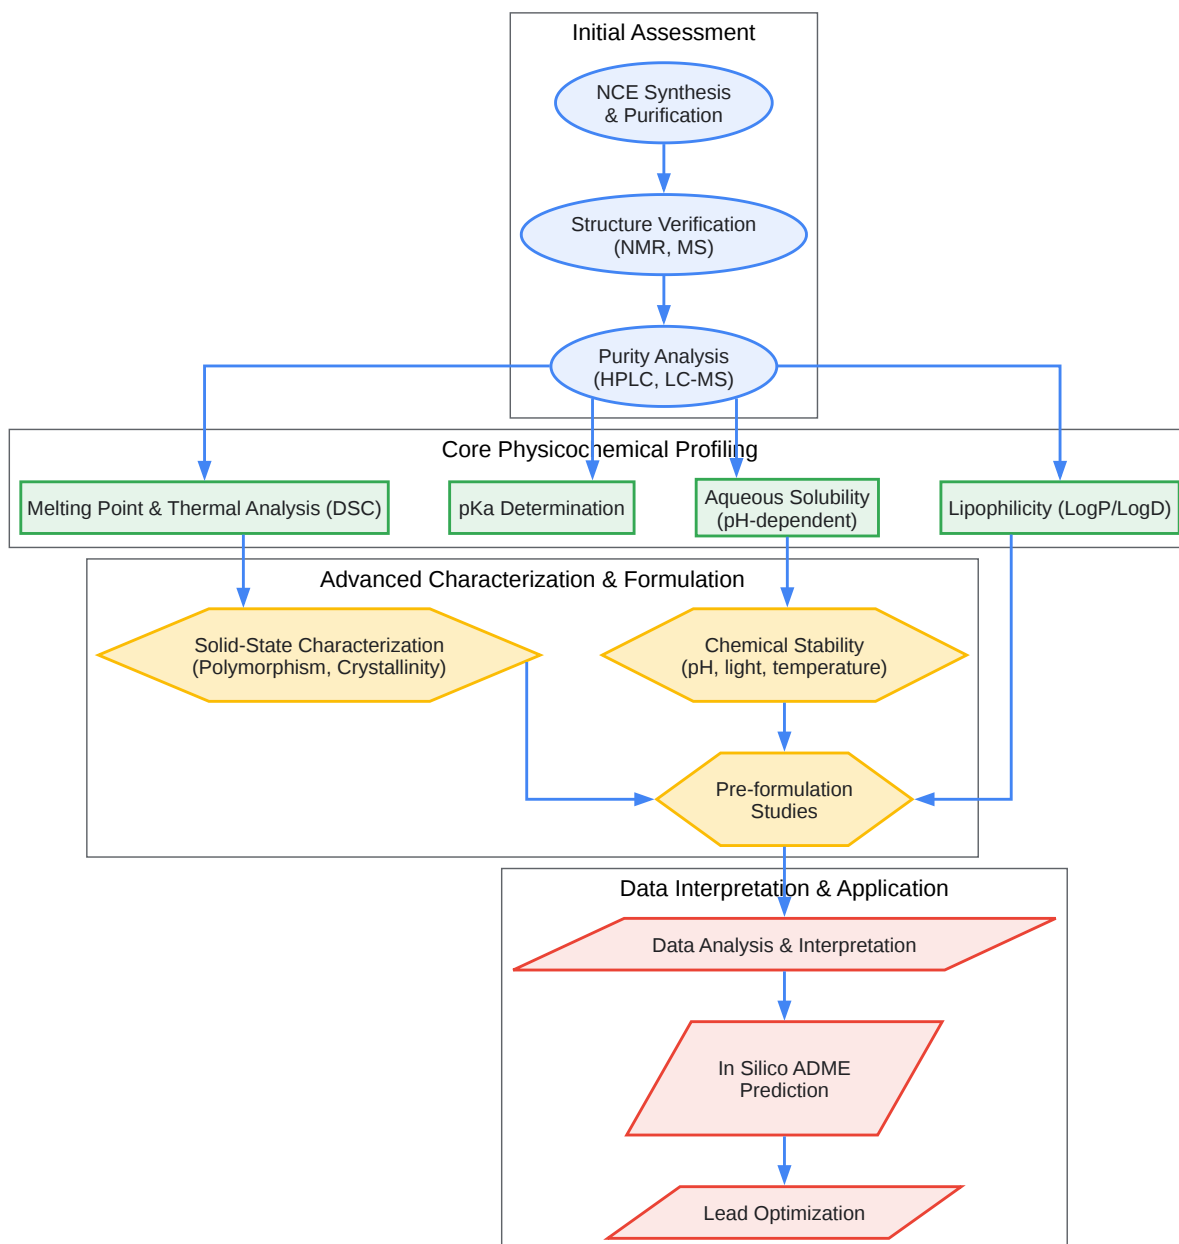 Initial Assessment
NCE Synthesis
& Purification
Structure Verification
(NMR, MS)
Purity Analysis
(HPLC, LC-MS)
Core Physicochemical Profiling
Melting Point & Thermal Analysis (DSC)
pKa Determination
Aqueous Solubility
(pH-dependent)
Lipophilicity (LogP/LogD)
Advanced Characterization & Formulation
Solid-State Characterization
(Polymorphism, Crystallinity)
Chemical Stability
(pH, light, temperature)
Pre-formulation
Studies
Data Interpretation & Application
Data Analysis & Interpretation
In Silico ADME
Prediction
Lead Optimization